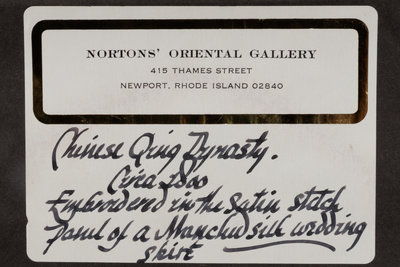 NORTONS' ORIENTAL GALLERY
415 THAMES STREET
NEWPORT, RHODE ISLAND 02840
Chinese Qing Dynasty.
Circa 1800
Embroidered in the Satin stitch
Panel of a Manchu silk wedding
skirt